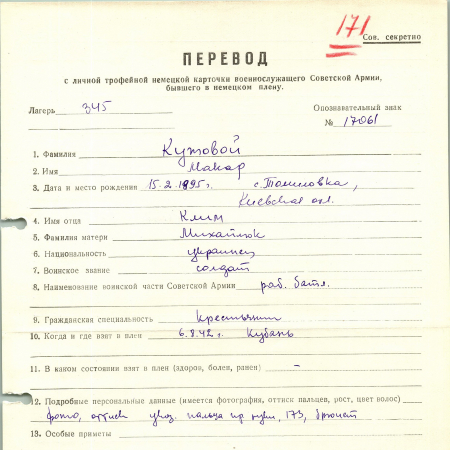 171
Сов. секретно
ПЕРЕВОД
с личной трофейной немецкой карточки военнослужащего Советской Армии,
бывшего в немецком плену.
Лагерь 345
Опознавательный знак
№ 17061
1. Фамилия Кутовой
2. Имя Макар
3. Дата и место рождения 15.2.1895г. с. Томиловка,
Киевская обл.
4. Имя отца Клим
5. Фамилия матери Михайлюк
6. Национальность украинец
7. Воинское звание солдат
8. Наименование воинской части Советской Армии раб. батл.
9. Гражданская специальность крестьянин
10. Когда и где взят в плен 6.8.42г. Кубань
11. В каком состоянии взят в плен (здоров, болен, ранен) –
12. Подробные персональные данные (имеется фотография, оттиск пальцев, рост, цвет волос)
фото, оттиск указ. пальца пр. руки, 173, брюнет
13. Особые приметы –